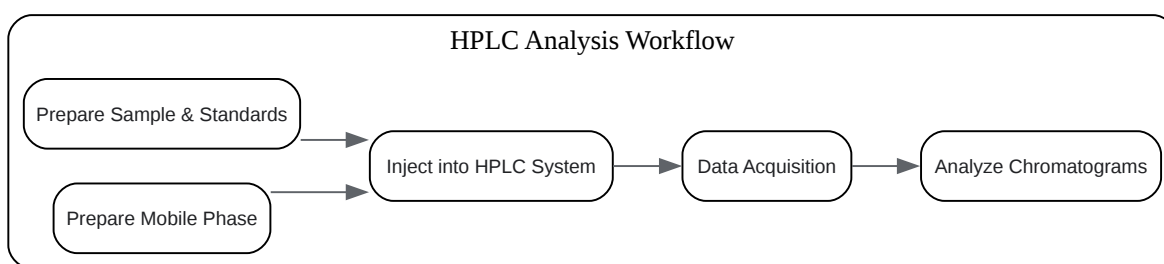 HPLC Analysis Workflow
Prepare Sample & Standards
Prepare Mobile Phase
Inject into HPLC System
Data Acquisition
Analyze Chromatograms